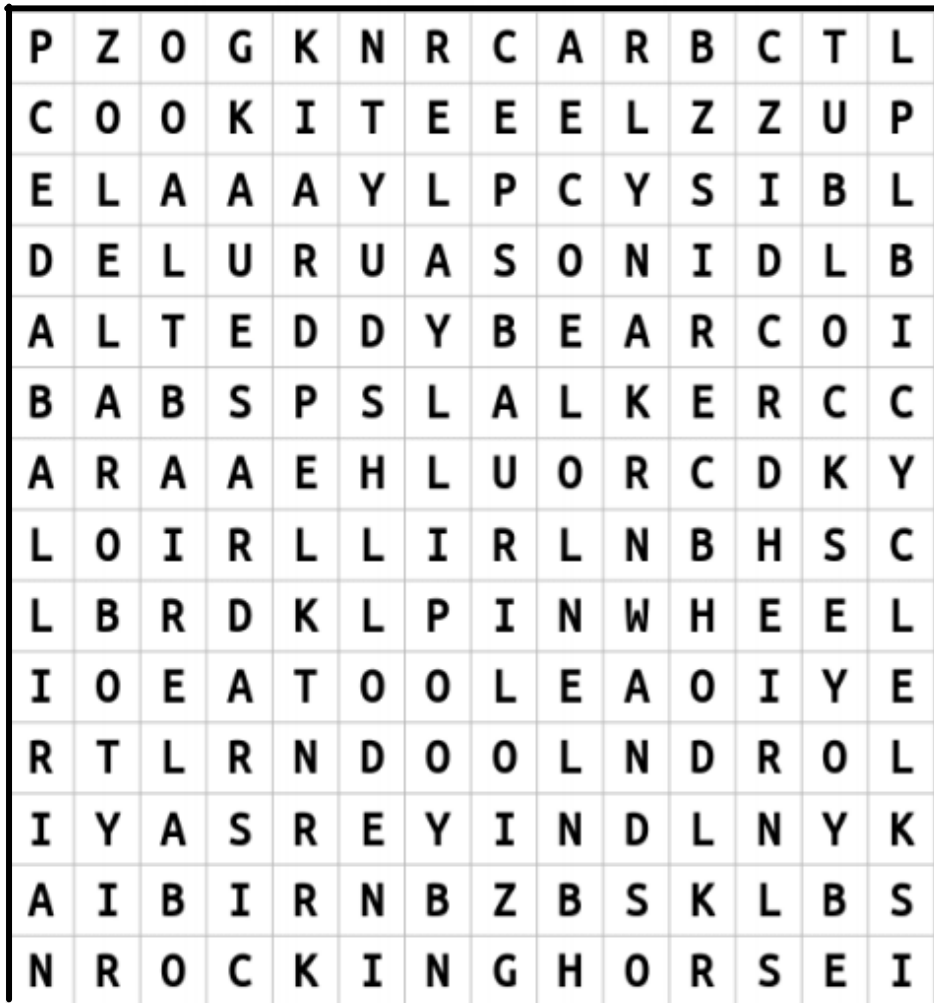 P Z O G K N R C A R B C T L
C O O K I T E E E L Z Z U P
E L A A A Y L P C Y S I B L
D E L U R U A S O N I D L B
A L T E D D Y B E A R C O I
B A B S P S L A L K E R C C
A R A A E H L U O R C D K Y
L O I R L L I R L N B H S C
L B R D K L P I N W H E E L
I O E A T O O L E A O I Y E
R T L R N D O O L N D R O L
I Y A S R E Y I N D L N Y K
A I B I R N B Z B S K L B S
N R O C K I N G H O R S E I